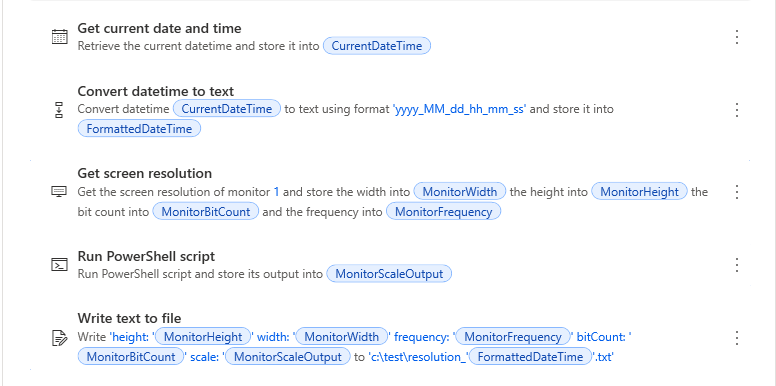 Get current date and time
Retrieve the current datetime and store it into CurrentDateTime
Convert datetime to text
Convert datetime CurrentDateTime to text using format 'yyyy_MM_dd_hh_mm_ss' and store it into
FormattedDateTime
Get screen resolution
Get the screen resolution of monitor 1 and store the width into MonitorWidth the height into MonitorHeight the
bit count into MonitorBitCount and the frequency into MonitorFrequency
Run PowerShell script
Run PowerShell script and store its output into MonitorScaleOutput
Write text to file
Write 'height: ' MonitorHeight ' width: ' MonitorWidth ' frequency: ' MonitorFrequency ' bitCount: '
MonitorBitCount ' scale: ' MonitorScaleOutput to 'c:\test\resolution_' FormattedDateTime '.txt'